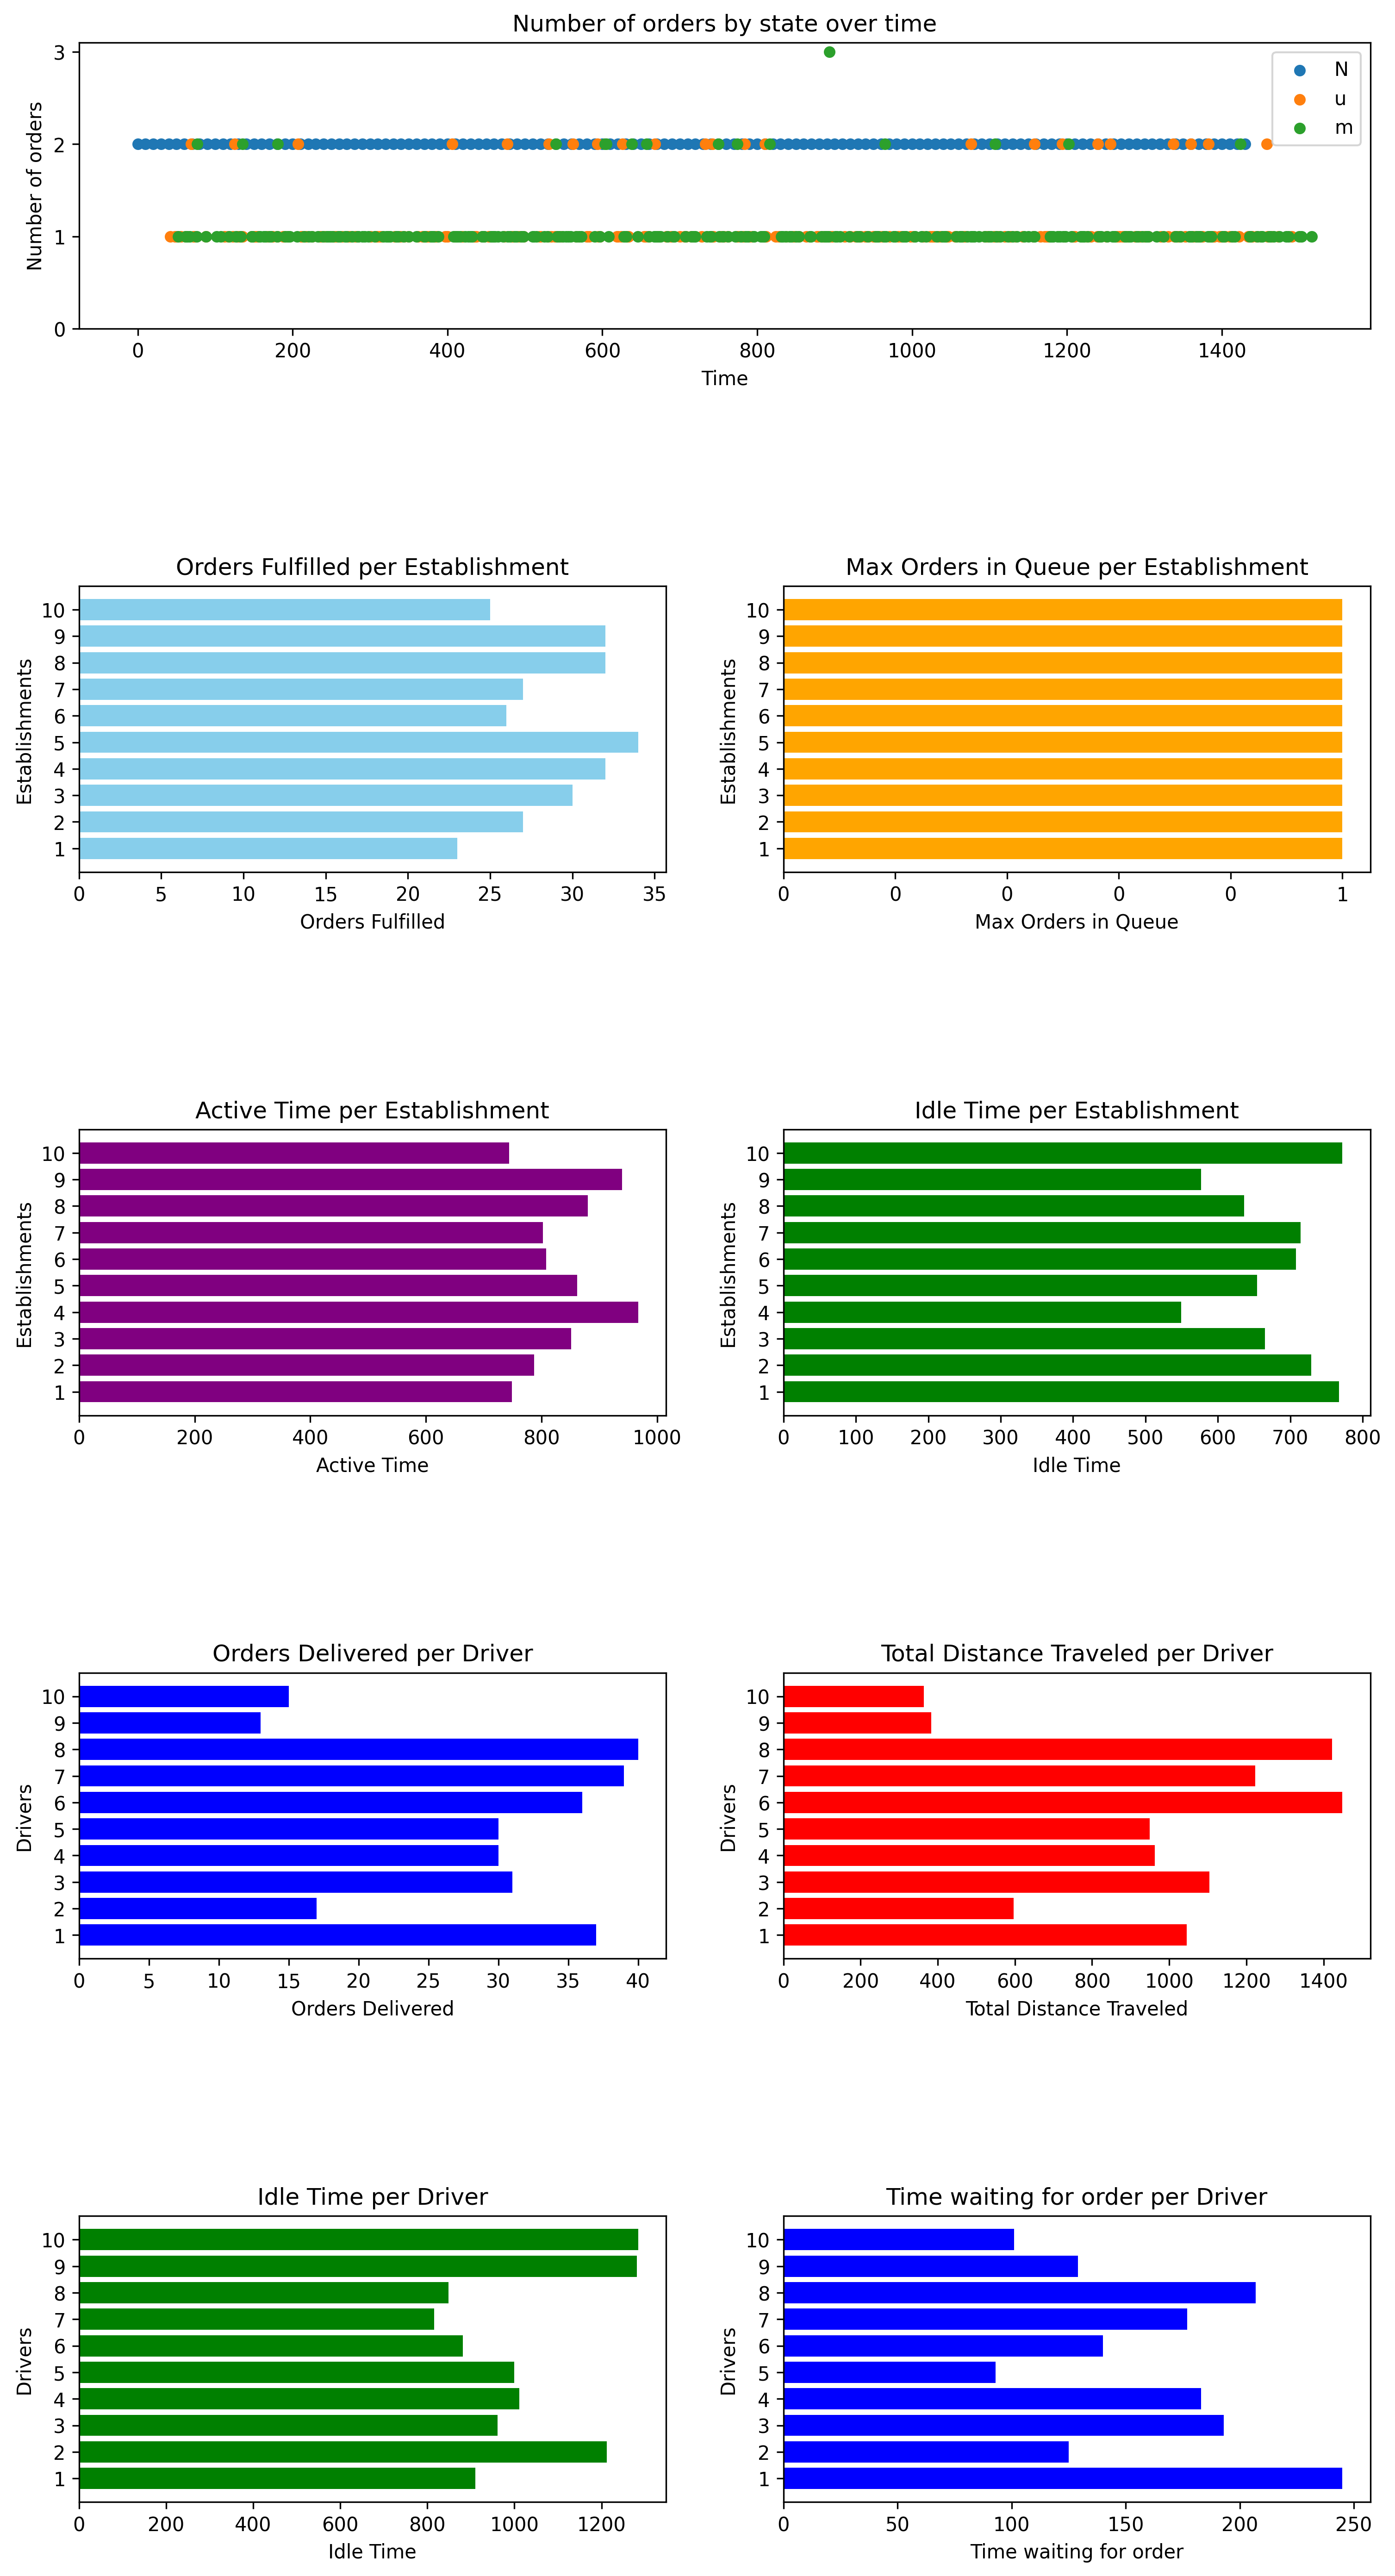 Number of orders by state over time
Number of orders
3
2
1
0
N
u
m
0 200 400 600 800 1000 1200 1400
Time
Orders Fulfilled per Establishment
Establishments
10
9
8
7
6
5
4
3
2
1
0 5 10 15 20 25 30 35
Orders Fulfilled
Max Orders in Queue per Establishment
Establishments
10
9
8
7
6
5
4
3
2
1
0 0 0 0 0 1
Max Orders in Queue
Active Time per Establishment
Establishments
10
9
8
7
6
5
4
3
2
1
0 200 400 600 800 1000
Active Time
Idle Time per Establishment
Establishments
10
9
8
7
6
5
4
3
2
1
0 100 200 300 400 500 600 700 800
Idle Time
Orders Delivered per Driver
Drivers
10
9
8
7
6
5
4
3
2
1
0 5 10 15 20 25 30 35 40
Orders Delivered
Total Distance Traveled per Driver
Drivers
10
9
8
7
6
5
4
3
2
1
0 200 400 600 800 1000 1200 1400
Total Distance Traveled
Idle Time per Driver
Drivers
10
9
8
7
6
5
4
3
2
1
0 200 400 600 800 1000 1200
Idle Time
Time waiting for order per Driver
Drivers
10
9
8
7
6
5
4
3
2
1
0 50 100 150 200 250
Time waiting for order